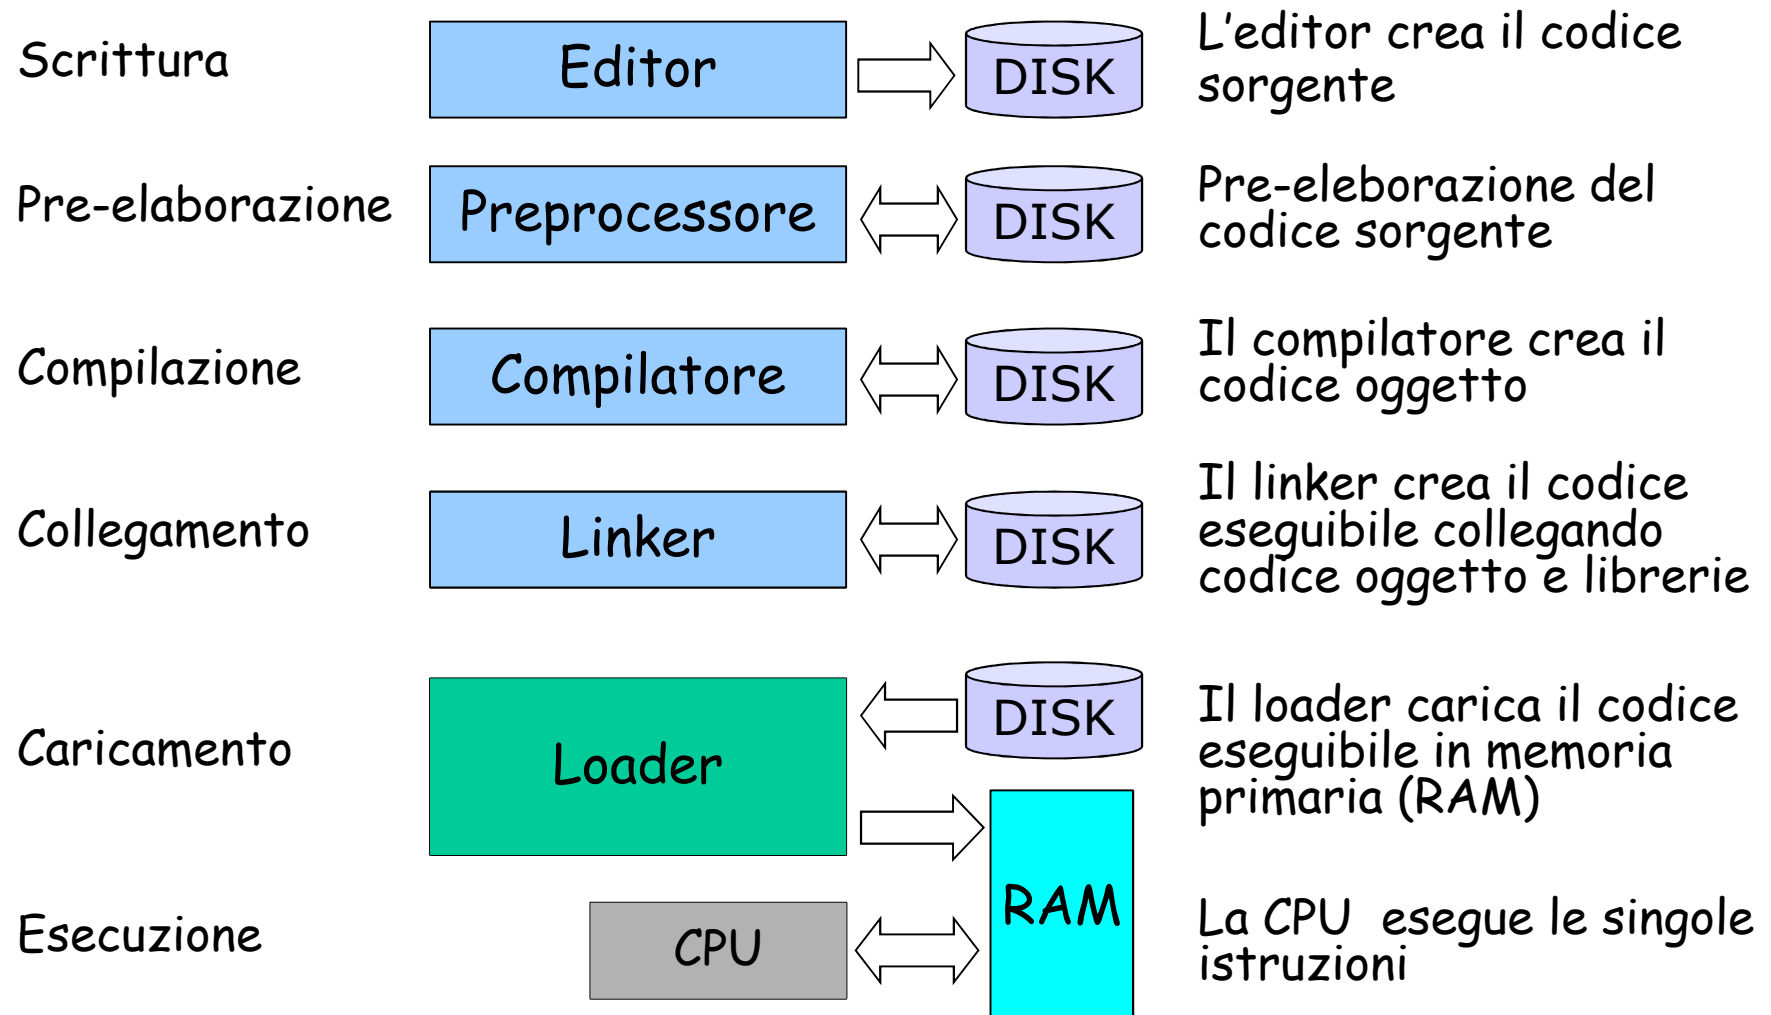 Scrittura
Editor
DISK
L'editor crea il codice
sorgente
Pre-elaborazione
Preprocessore
DISK
Pre-eleborazione del
codice sorgente
Compilazione
Compilatore
DISK
Il compilatore crea il
codice oggetto
Collegamento
Linker
DISK
Il linker crea il codice
eseguibile collegando
codice oggetto e librerie
Caricamento
Loader
DISK
Il loader carica il codice
eseguibile in memoria
primaria (RAM)
Esecuzione
CPU
RAM
La CPU  esegue le singole
istruzioni